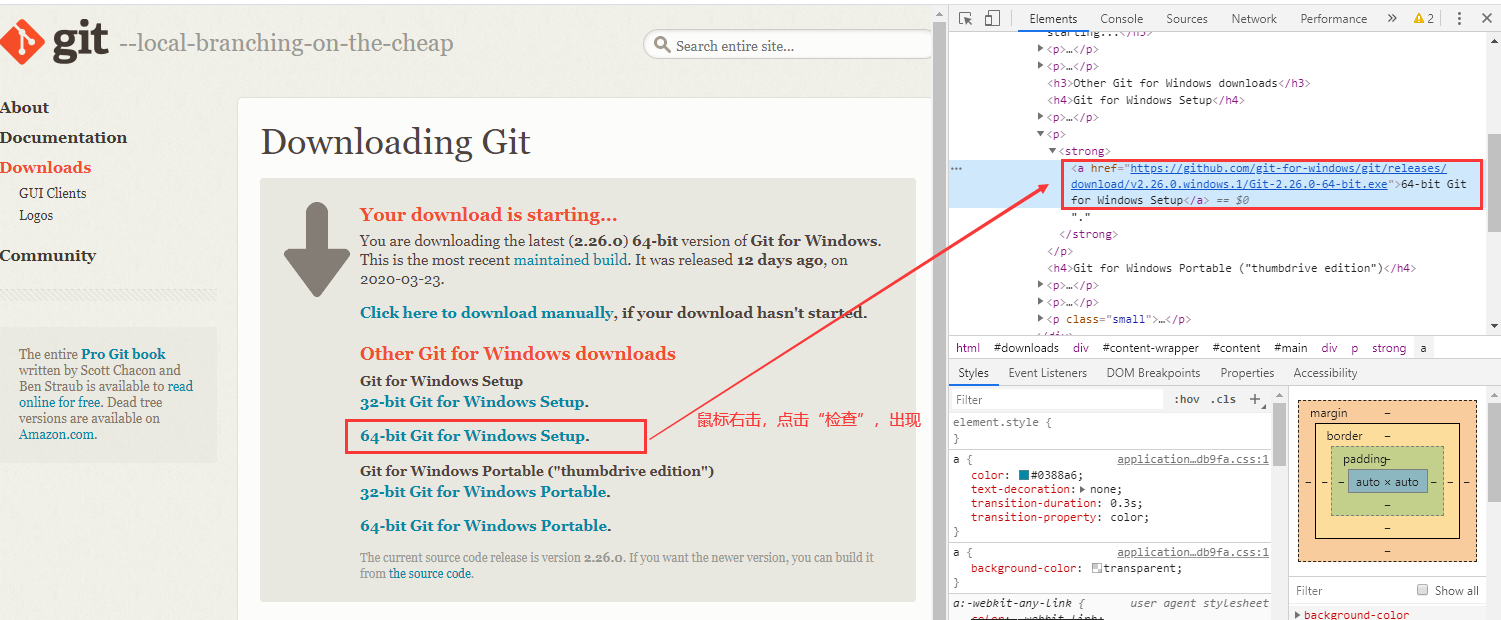 git --local-branching-on-the-cheap
Search entire site...
About
Documentation
Downloads
GUI Clients
Logos
Community
The entire Pro Git book
written by Scott Chacon and
Ben Straub is available to read
online for free. Dead tree
versions are available on
Amazon.com.
Downloading Git
Your download is starting...
You are downloading the latest (2.26.0) 64-bit version of Git for Windows.
This is the most recent maintained build. It was released 12 days ago, on
2020-03-23.
Click here to download manually, if your download hasn't started.
Other Git for Windows downloads
Git for Windows Setup
32-bit Git for Windows Setup.
64-bit Git for Windows Setup.
Git for Windows Portable ("thumbdrive edition")
32-bit Git for Windows Portable.
64-bit Git for Windows Portable.
The current source code release is version 2.26.0. If you want the newer version, you can build it
from the source code.
鼠标右击，点击“检查”，出现
Elements Console Sources Network Performance » 2
starting...</h3>
<p>…</p>
<p>…</p>
<h3>Other Git for Windows downloads</h3>
<h4>Git for Windows Setup</h4>
<p>…</p>
<p>
<strong>
<a href="https://github.com/git-for-windows/git/releases/
download/v2.26.0.windows.1/Git-2.26.0-64-bit.exe">64-bit Git
for Windows Setup</a> == $0
"."
</strong>
</p>
<h4>Git for Windows Portable ("thumbdrive edition")</h4>
<p>…</p>
<p>…</p>
<p class="small">…</p>
</div>
html #downloads div #content-wrapper #content #main div p strong a
Styles Event Listeners DOM Breakpoints Properties Accessibility
Filter :hov .cls +
element.style {
}
a { application…db9fa.css:1
color: #0388a6;
text-decoration: none;
transition-duration: 0.3s;
transition-property: color;
}
a { application…db9fa.css:1
background-color: transparent;
}
a:-webkit-any-link { user agent stylesheet
color: -webkit-link;
margin –
border –
padding –
– – – auto × auto – – –
–
–
–
Filter Show all
background-color